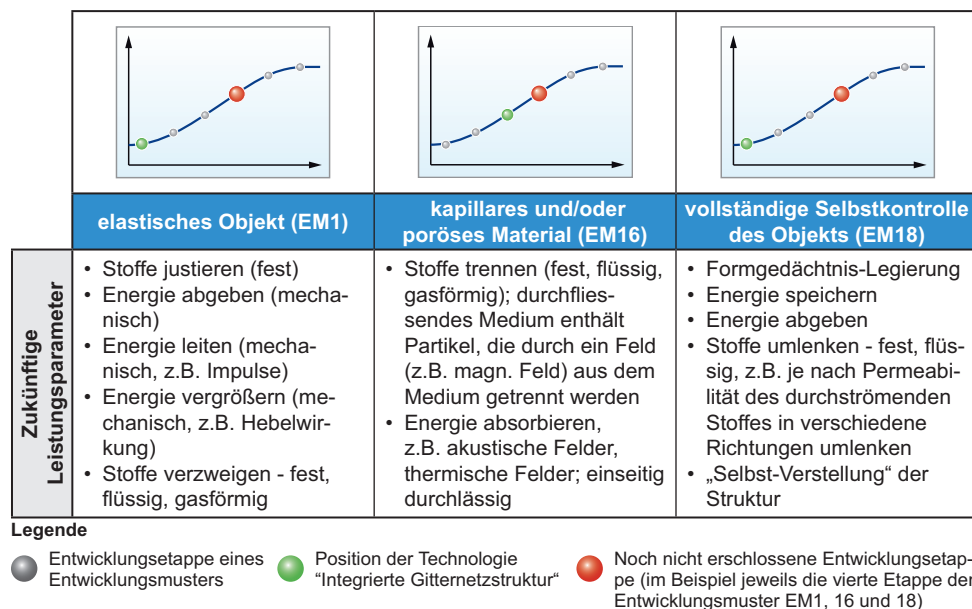 elastisches Objekt (EM1)
kapillares und/oder
poröses Material (EM16)
vollständige Selbstkontrolle
des Objekts (EM18)
Zukünftige
Leistungsparameter
• Stoffe justieren (fest)
• Energie abgeben (mecha-
nisch)
• Energie leiten (mecha-
nisch, z.B. Impulse)
• Energie vergrößern (me-
chanisch, z.B. Hebelwir-
kung)
• Stoffe verzweigen - fest,
flüssig, gasförmig
• Stoffe trennen (fest, flüssig,
gasförmig); durchflies-
sendes Medium enthält
Partikel, die durch ein Feld
(z.B. magn. Feld) aus dem
Medium getrennt werden
• Energie absorbieren,
z.B. akustische Felder,
thermische Felder; einseitig
durchlässig
• Formgedächtnis-Legierung
• Energie speichern
• Energie abgeben
• Stoffe umlenken - fest, flüs-
sig, z.B. je nach Permeabi-
lität des durchströmenden
Stoffes in verschiedene
Richtungen umlenken
• „Selbst-Verstellung“ der
Struktur
Legende
Entwicklungsetappe eines
Entwicklungsmusters
Position der Technologie
“Integrierte Gitternetzstruktur“
Noch nicht erschlossene Entwicklungsetap-
pe (im Beispiel jeweils die vierte Etappe der
Entwicklungsmuster EM1, 16 und 18)